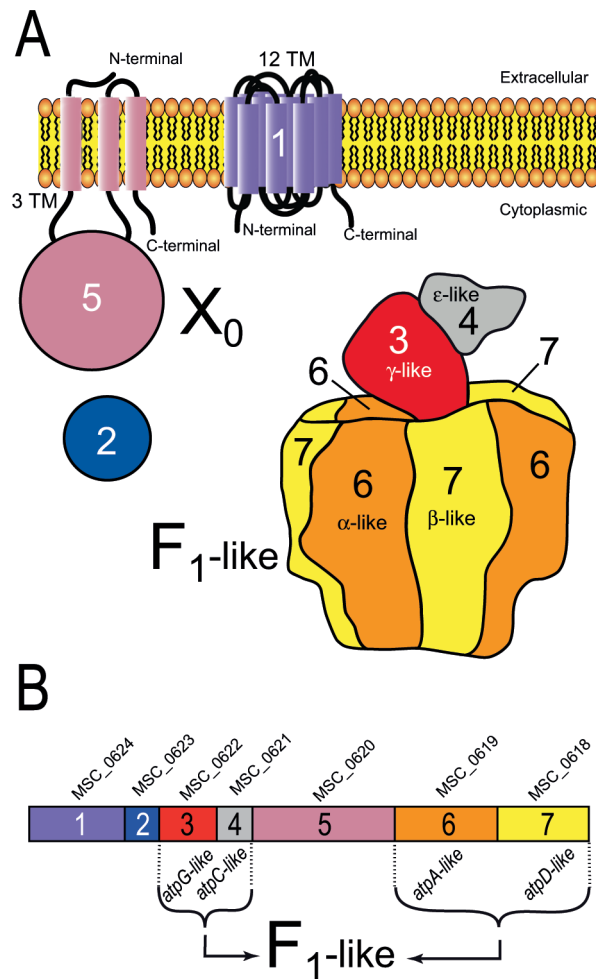 A
N-terminal
12 TM
Extracellular
1
3 TM
N-terminal
Cytoplasmic
C-terminal
C-terminal
5
X0
ε-like
4
3
γ-like
7
6
2
7
6
α-like
7
β-like
6
F1-like
B
MSC_0624
MSC_0623
MSC_0622
MSC_0621
MSC_0620
MSC_0619
MSC_0618
1 2 3 4 5 6 7
atpG-like
atpC-like
atpA-like
atpD-like
F1-like